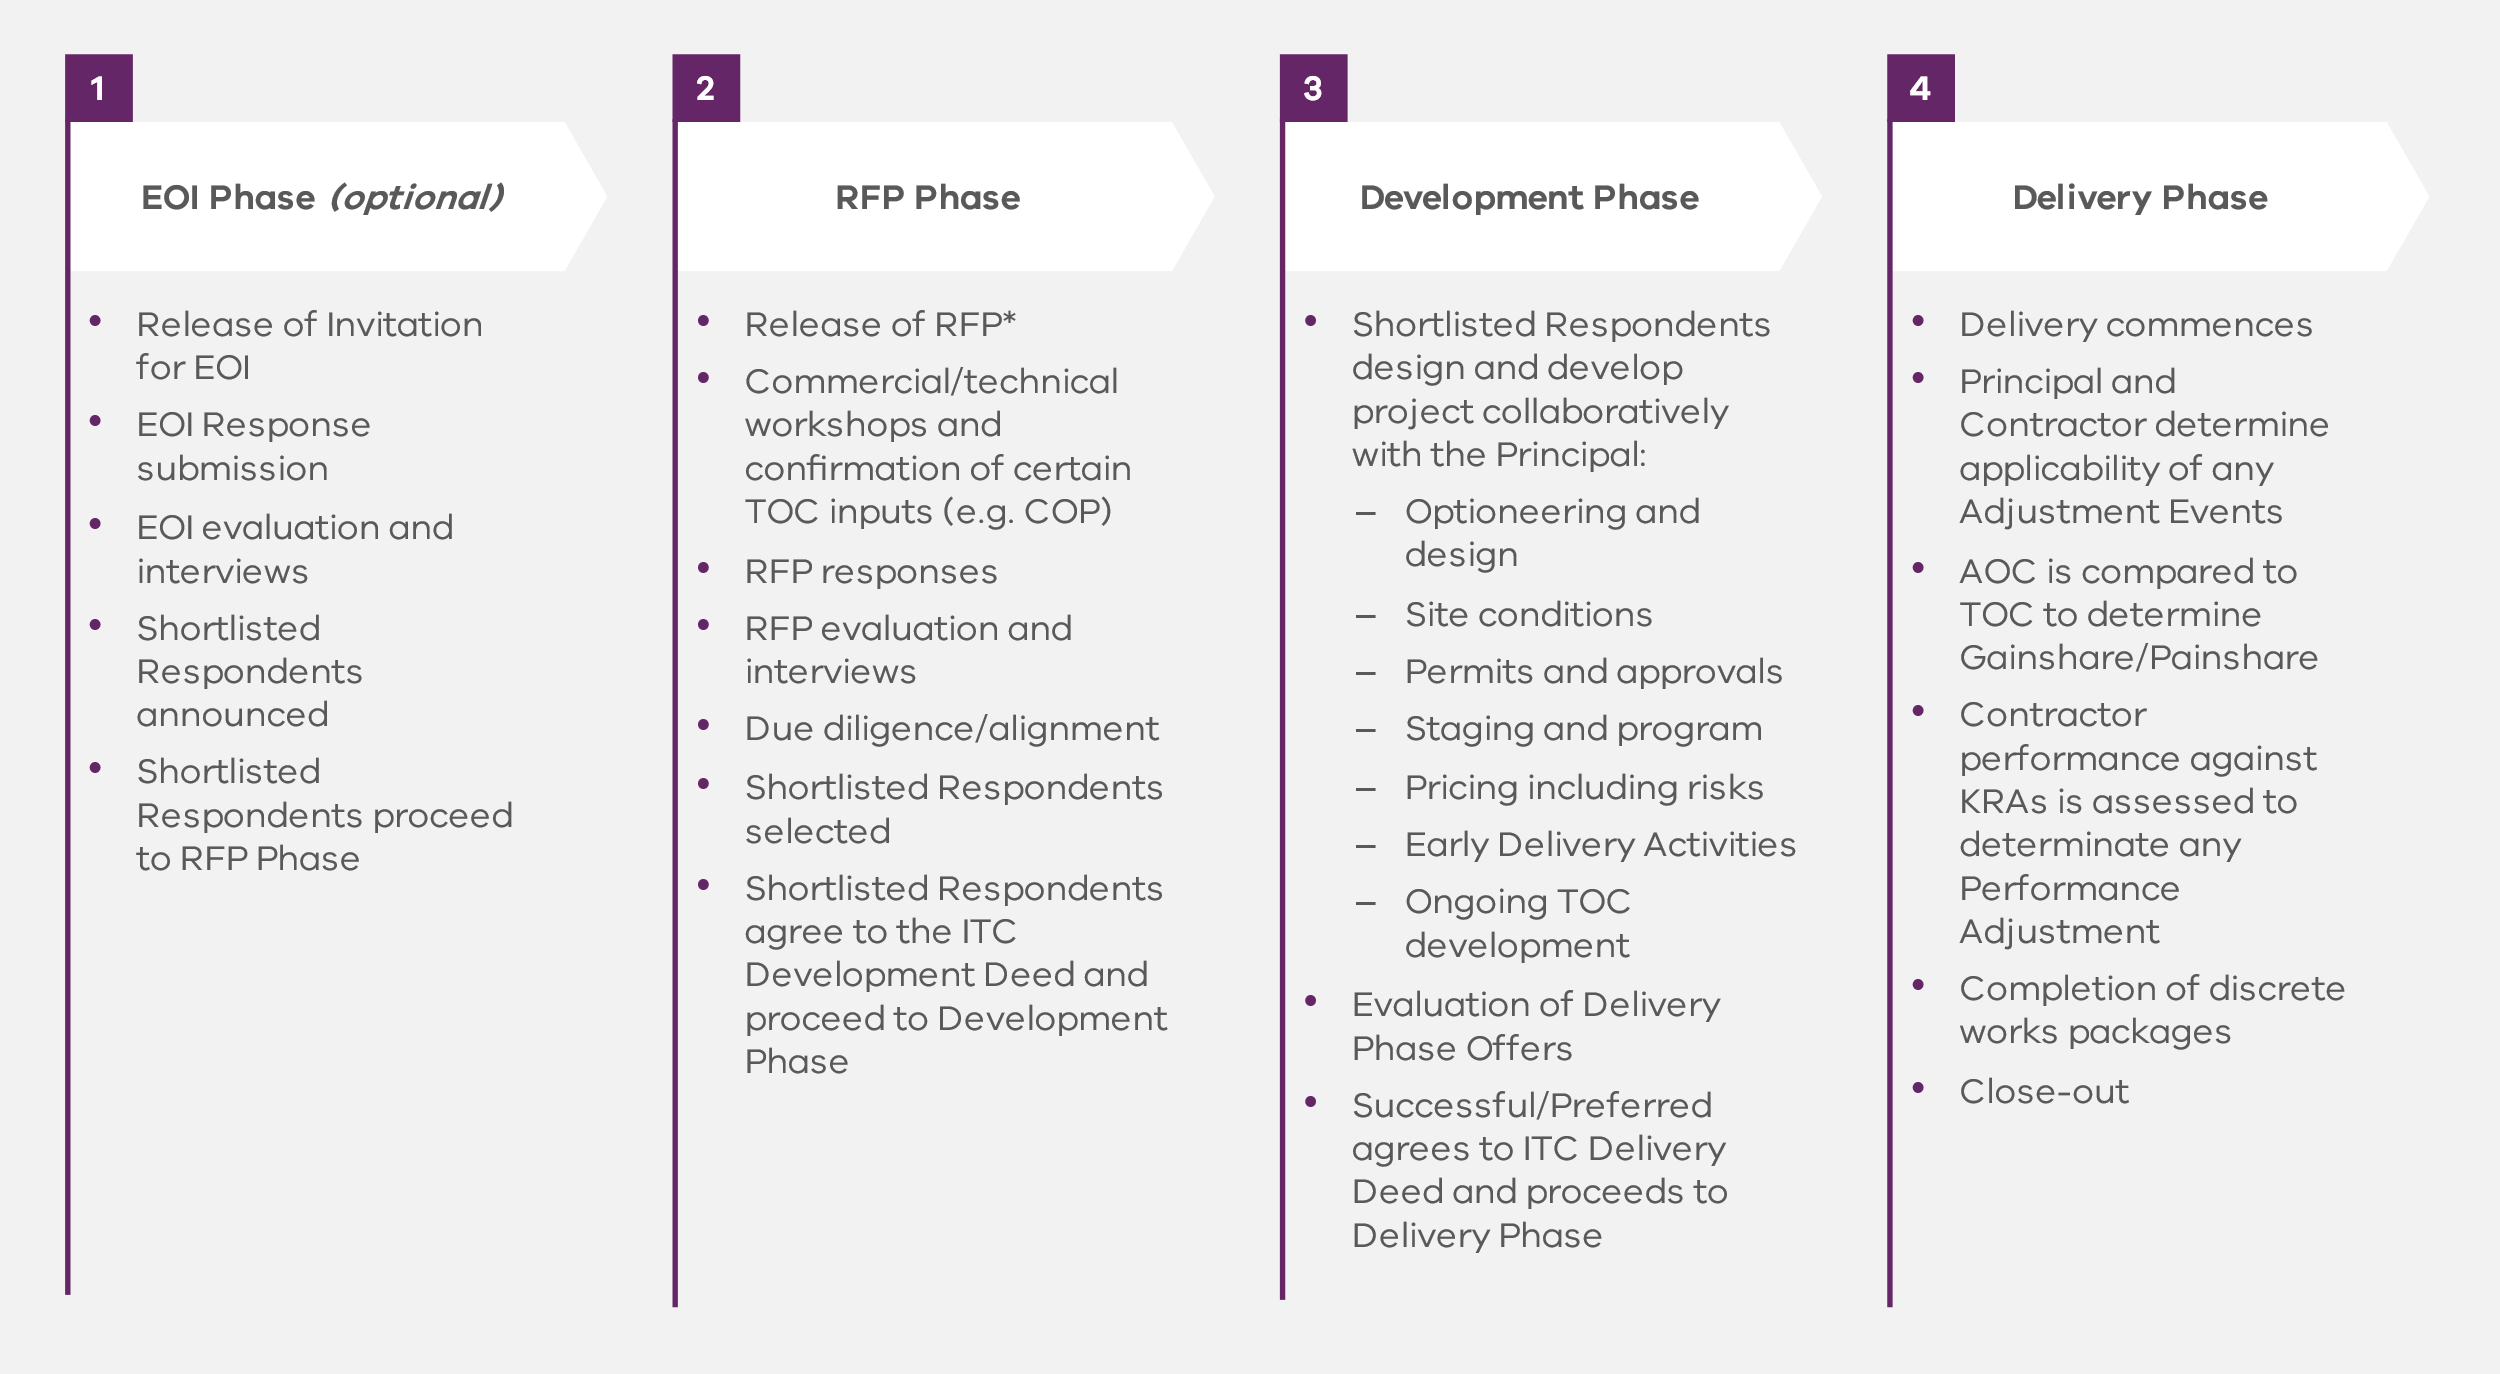 1
EOI Phase (optional)
• Release of Invitation
for EOI
• EOI Response
submission
• EOI evaluation and
interviews
• Shortlisted
Respondents
announced
• Shortlisted
Respondents proceed
to RFP Phase
2
RFP Phase
• Release of RFP*
• Commercial/technical
workshops and
confirmation of certain
TOC inputs (e.g. COP)
• RFP responses
• RFP evaluation and
interviews
• Due diligence/alignment
• Shortlisted Respondents
selected
• Shortlisted Respondents
agree to the ITC
Development Deed and
proceed to Development
Phase
3
Development Phase
• Shortlisted Respondents
design and develop
project collaboratively
with the Principal:
– Optioneering and
design
– Site conditions
– Permits and approvals
– Staging and program
– Pricing including risks
– Early Delivery Activities
– Ongoing TOC
development
• Evaluation of Delivery
Phase Offers
• Successful/Preferred
agrees to ITC Delivery
Deed and proceeds to
Delivery Phase
4
Delivery Phase
• Delivery commences
• Principal and
Contractor determine
applicability of any
Adjustment Events
• AOC is compared to
TOC to determine
Gainshare/Painshare
• Contractor
performance against
KRAs is assessed to
determinate any
Performance
Adjustment
• Completion of discrete
works packages
• Close-out